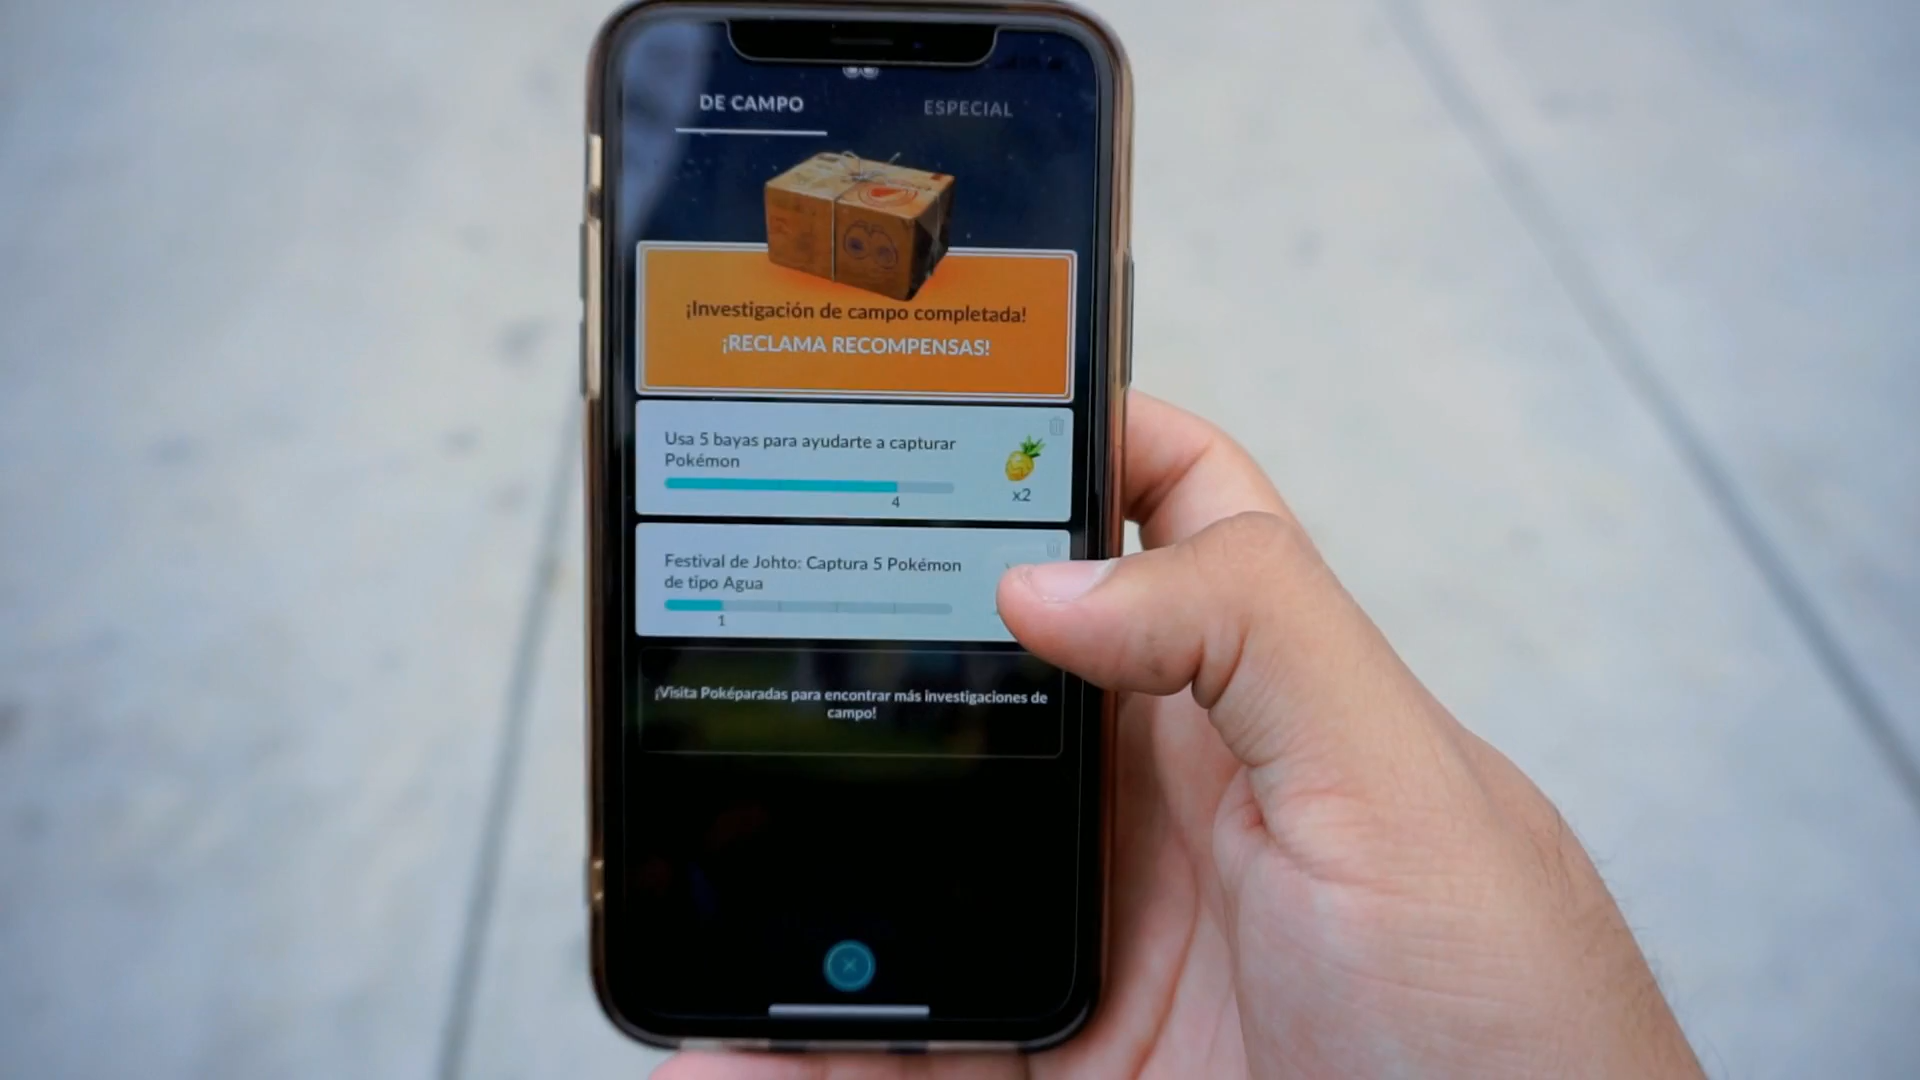 DE CAMPO
ESPECIAL
¡Investigación de campo completada!
¡RECLAMA RECOMPENSAS!
Usa 5 bayas para ayudarte a capturar
Pokémon
4
x2
Festival de Johto: Captura 5 Pokémon
de tipo Agua
1
¡Visita Poképaradas para encontrar más investigaciones de
campo!